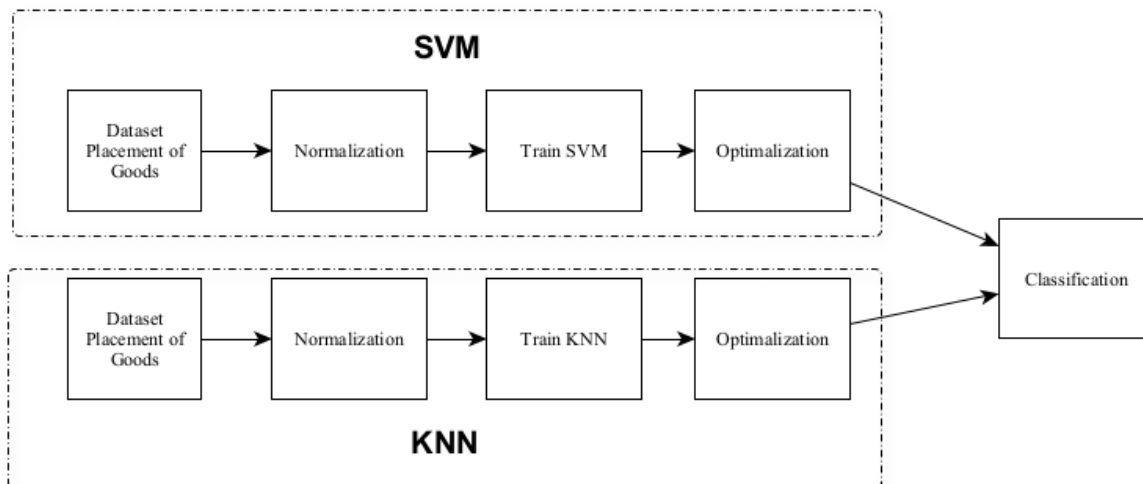 SVM
Dataset
Placement of
Goods
Normalization
Train SVM
Optimalization
Classification
Dataset
Placement of
Goods
Normalization
Train KNN
Optimalization
KNN